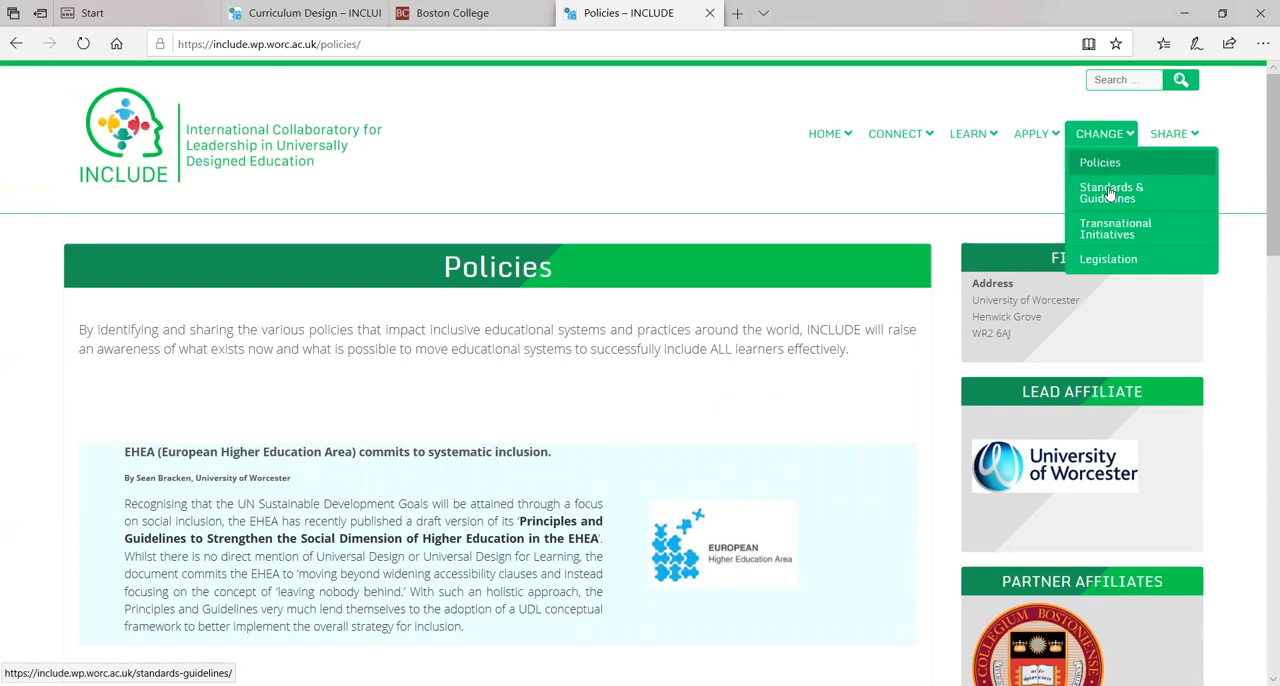 Start
Curriculum Design – INCLUI
BC Boston College
Policies – INCLUDE
https://include.wp.worc.ac.uk/policies/
Search ...
INCLUDE
International Collaboratory for
Leadership in Universally
Designed Education
HOME CONNECT LEARN APPLY CHANGE SHARE
Policies
Standards &
Guidelines
Transnational
Initiatives
Legislation
Policies
By identifying and sharing the various policies that impact inclusive educational systems and practices around the world, INCLUDE will raise
an awareness of what exists now and what is possible to move educational systems to successfully include ALL learners effectively.
EHEA (European Higher Education Area) commits to systematic inclusion.
By Sean Bracken, University of Worcester
Recognising that the UN Sustainable Development Goals will be attained through a focus
on social inclusion, the EHEA has recently published a draft version of its 'Principles and
Guidelines to Strengthen the Social Dimension of Higher Education in the EHEA'.
Whilst there is no direct mention of Universal Design or Universal Design for Learning, the
document commits the EHEA to 'moving beyond widening accessibility clauses and instead
focusing on the concept of 'leaving nobody behind.' With such an holistic approach, the
Principles and Guidelines very much lend themselves to the adoption of a UDL conceptual
framework to better implement the overall strategy for inclusion.
EUROPEAN
Higher Education Area
FI
Address
University of Worcester
Henwick Grove
WR2 6AJ
LEAD AFFILIATE
University
of Worcester
PARTNER AFFILIATES
COLLEGIUM BOSTONIENSE
https://include.wp.worc.ac.uk/standards-guidelines/